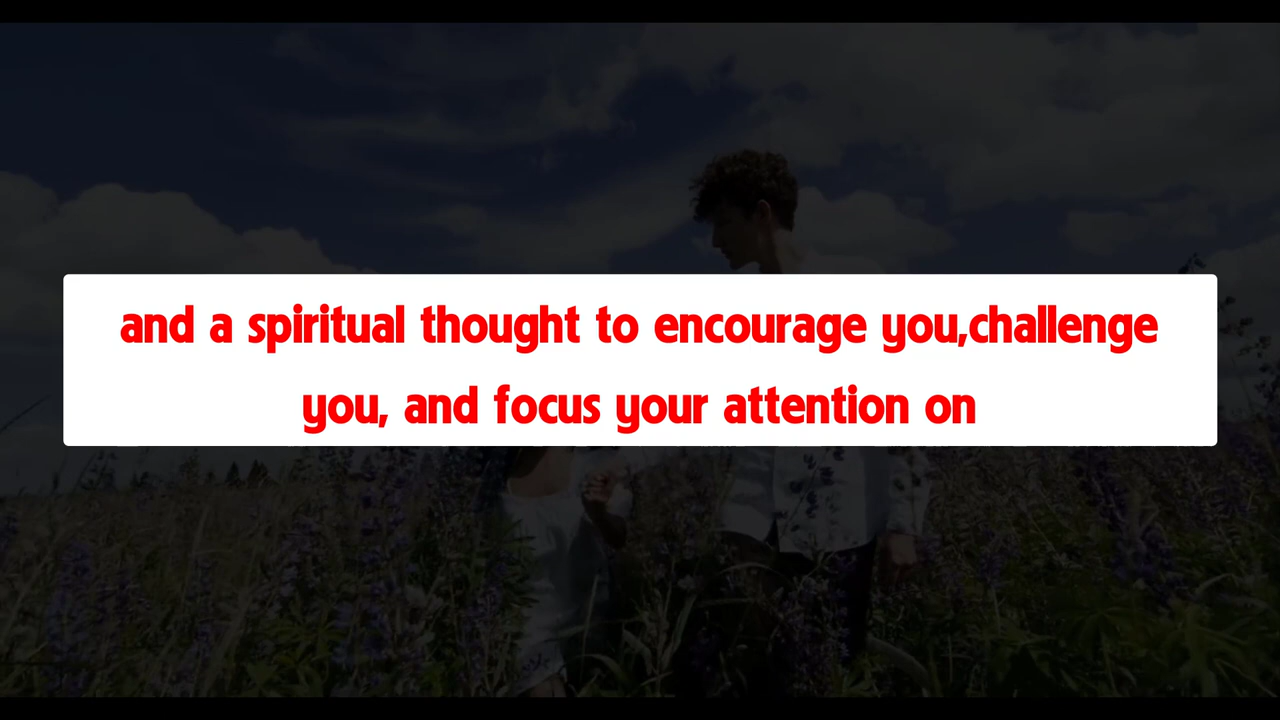 and a spiritual thought to encourage you,challenge
you, and focus your attention on